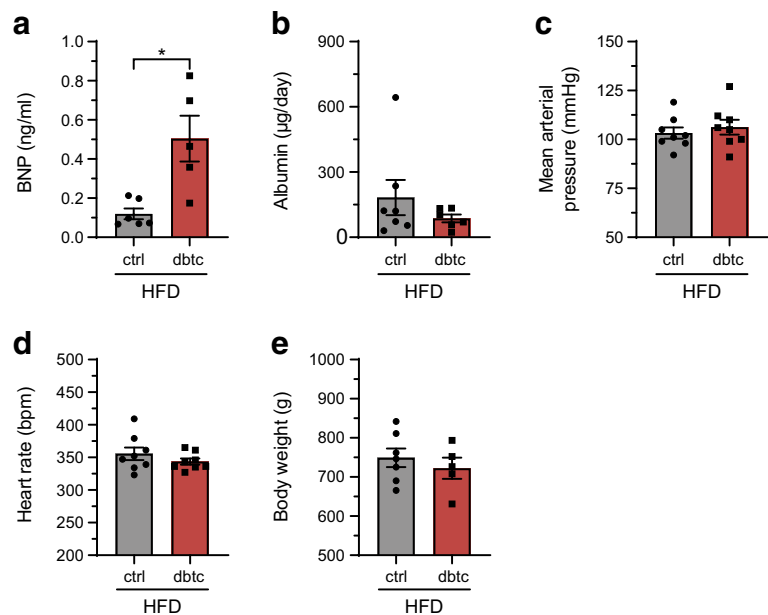 a
BNP (ng/ml)
1.0
0.8
0.6
0.4
0.2
0.0
*
ctrl
dbtc
HFD
b
Albumin (µg/day)
900
600
300
0
ctrl
dbtc
HFD
c
Mean arterial
pressure (mmHg)
150
125
100
75
50
ctrl
dbtc
HFD
d
Heart rate (bpm)
500
450
400
350
300
250
200
ctrl
dbtc
HFD
e
Body weight (g)
1000
900
800
700
600
500
ctrl
dbtc
HFD